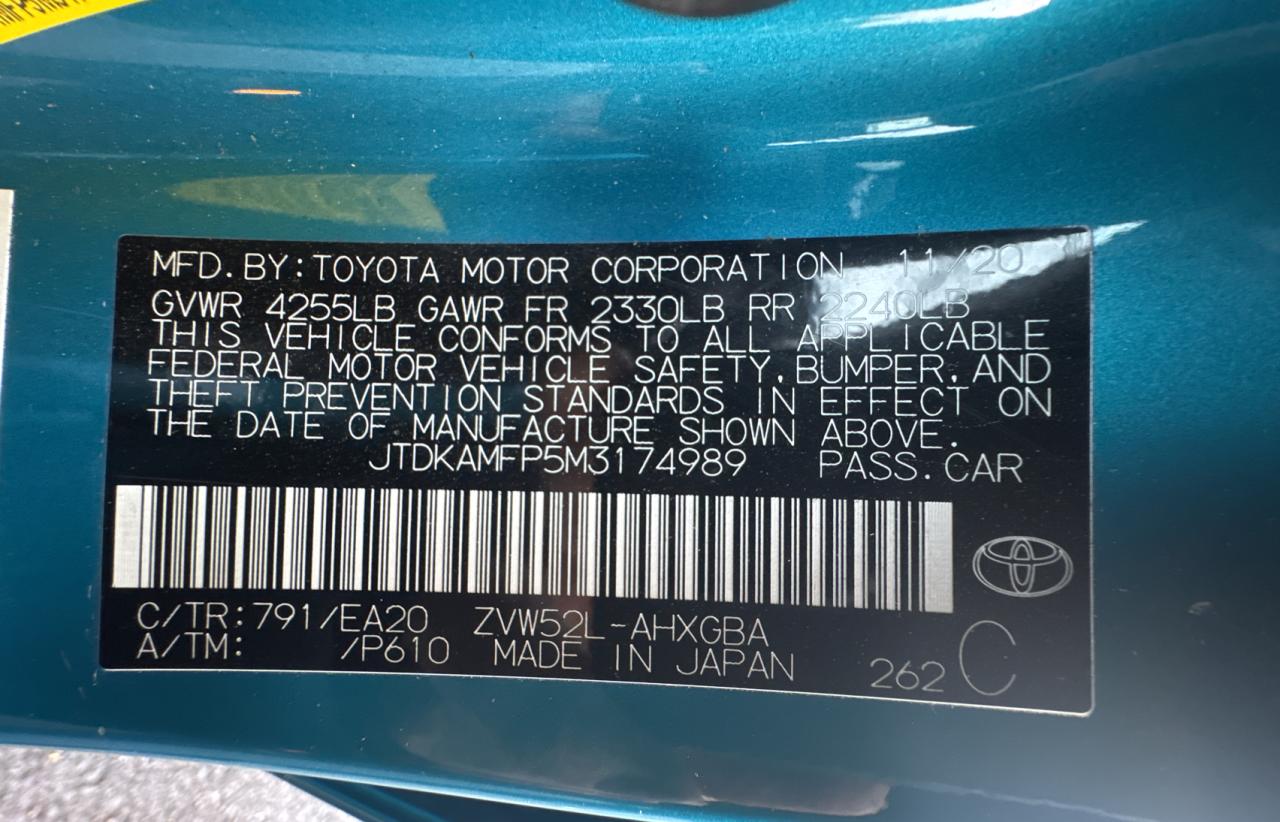 MFD. BY: TOYOTA MOTOR CORPORATION 11/20
GVWR 4255LB GAWR FR 2330LB RR 2240LB
THIS VEHICLE CONFORMS TO ALL APPLICABLE
FEDERAL MOTOR VEHICLE SAFETY, BUMPER, AND
THEFT PREVENTION STANDARDS IN EFFECT ON
THE DATE OF MANUFACTURE SHOWN ABOVE.
JTDKAMFP5M3174989 PASS. CAR
C/TR: 791/EA20 ZVW52L-AHXGBA
A/TM: /P610 MADE IN JAPAN 262 C